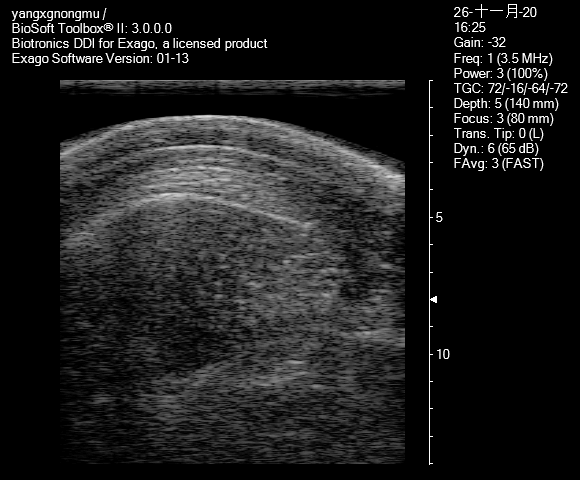 yangxgnongmu /
BioSoft Toolbox® II: 3.0.0.0
Biotronics DDI for Exago, a licensed product
Exago Software Version: 01-13
26-十一月-20
16:25
Gain: -32
Freq: 1 (3.5 MHz)
Power: 3 (100%)
TGC: 72/-16/-64/-72
Depth: 5 (140 mm)
Focus: 3 (80 mm)
Trans. Tip: 0 (L)
Dyn.: 6 (65 dB)
FAvg: 3 (FAST)
5
10